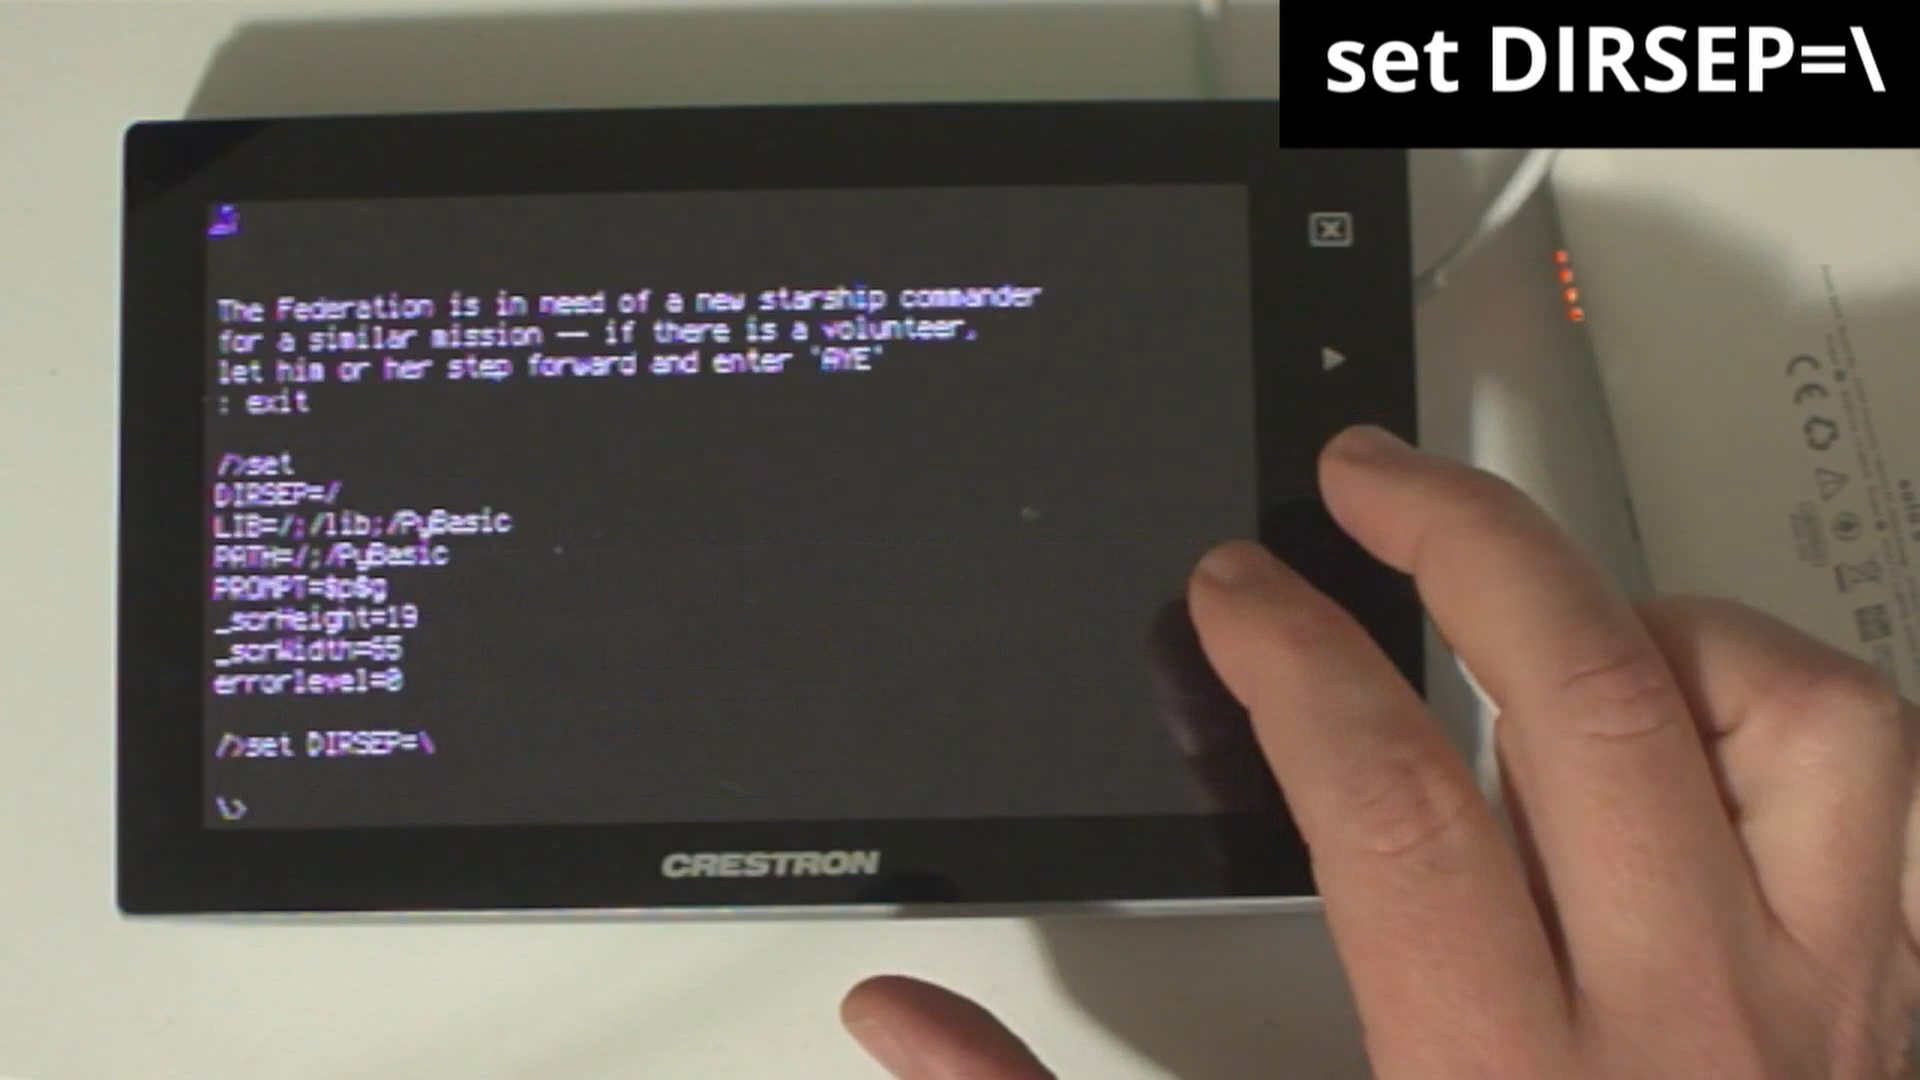 set DIRSEP=\
The Federation is in need of a new starship commander
for a similar mission -- if there is a volunteer,
let him or her step forward and enter 'AYE'
: exit
/>set
DIRSEP=/
LIB=/;/lib;/PyBasic
PATH=/;/PyBasic
PROMPT=$p$g
_scrHeight=19
_scrWidth=65
errorlevel=0
/>set DIRSEP=\
\>
CRESTRON